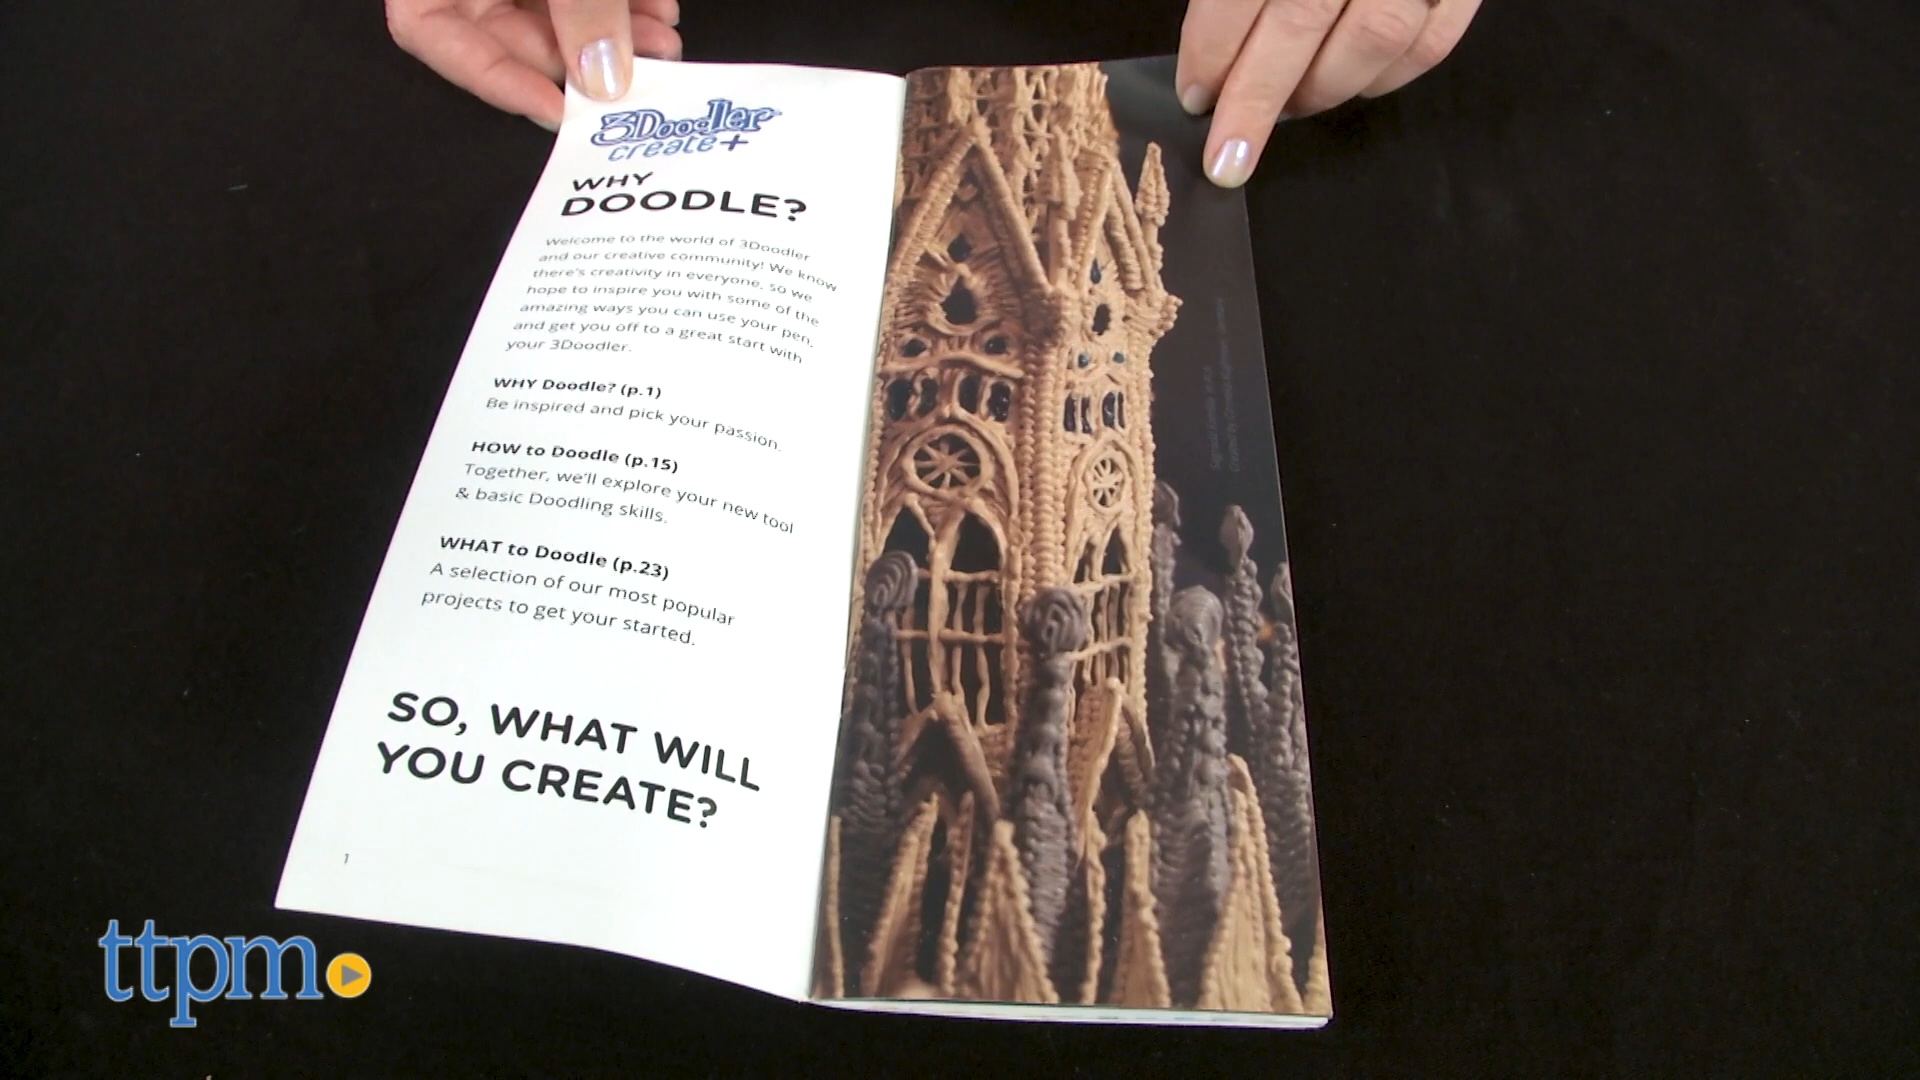 3Doodler
create+
WHY
DOODLE?
Welcome to the world of 3Doodler
and our creative community! We know
there's creativity in everyone, so we
hope to inspire you with some of the
amazing ways you can use your pen,
and get you off to a great start with
your 3Doodler.
WHY Doodle? (p.1)
Be inspired and pick your passion.
HOW to Doodle (p.15)
Together, we'll explore your new tool
& basic Doodling skills.
WHAT to Doodle (p.23)
A selection of our most popular
projects to get your started.
SO, WHAT WILL
YOU CREATE?
1
Sagrada Familia
Created by
ttpm